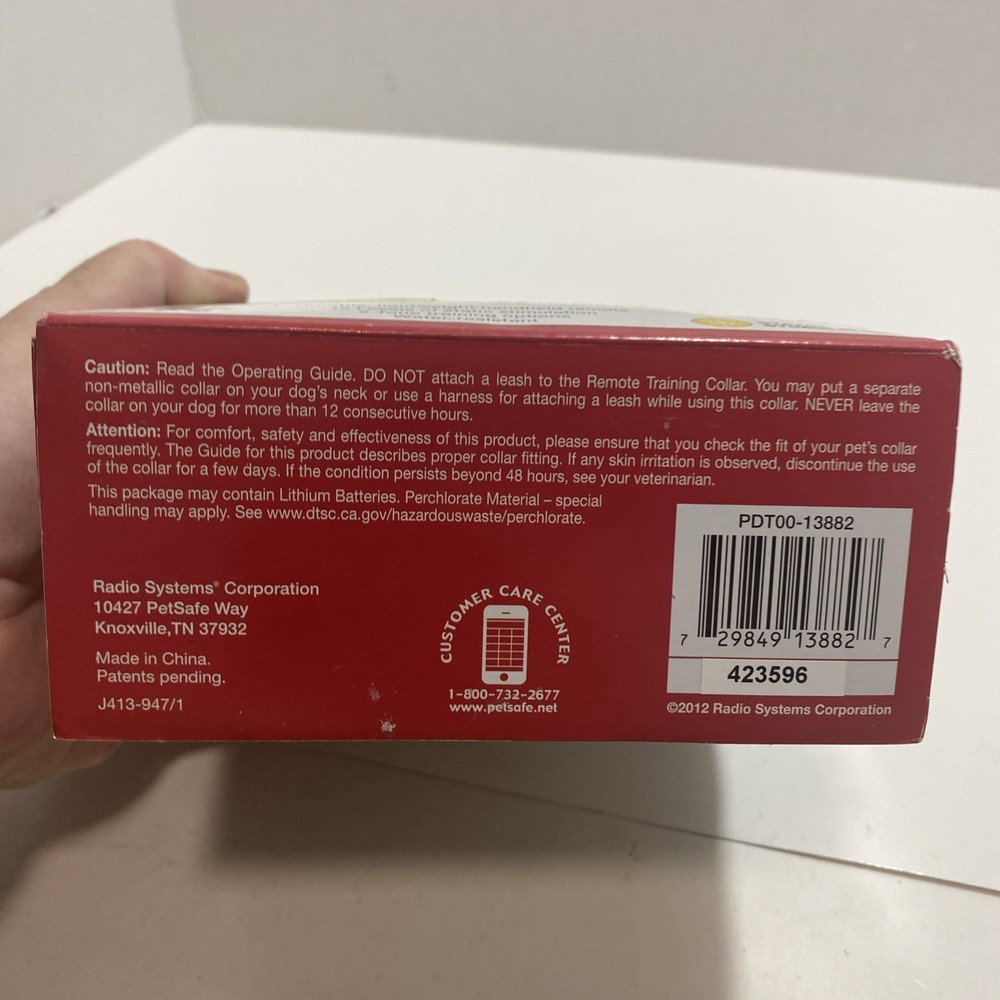 static stimulation
Caution: Read the Operating Guide. DO NOT attach a leash to the Remote Training Collar. You may put a separate
non-metallic collar on your dog's neck or use a harness for attaching a leash while using this collar. NEVER leave the
collar on your dog for more than 12 consecutive hours.
Attention: For comfort, safety and effectiveness of this product, please ensure that you check the fit of your pet's collar
frequently. The Guide for this product describes proper collar fitting. If any skin irritation is observed, discontinue the use
of the collar for a few days. If the condition persists beyond 48 hours, see your veterinarian.
This package may contain Lithium Batteries. Perchlorate Material – special
handling may apply. See www.dtsc.ca.gov/hazardouswaste/perchlorate.
Radio Systems® Corporation
10427 PetSafe Way
Knoxville,TN 37932
Made in China.
Patents pending.
J413-947/1
CUSTOMER CARE CENTER
1-800-732-2677
www.petsafe.net
PDT00-13882
7 29849 13882 7
423596
©2012 Radio Systems Corporation